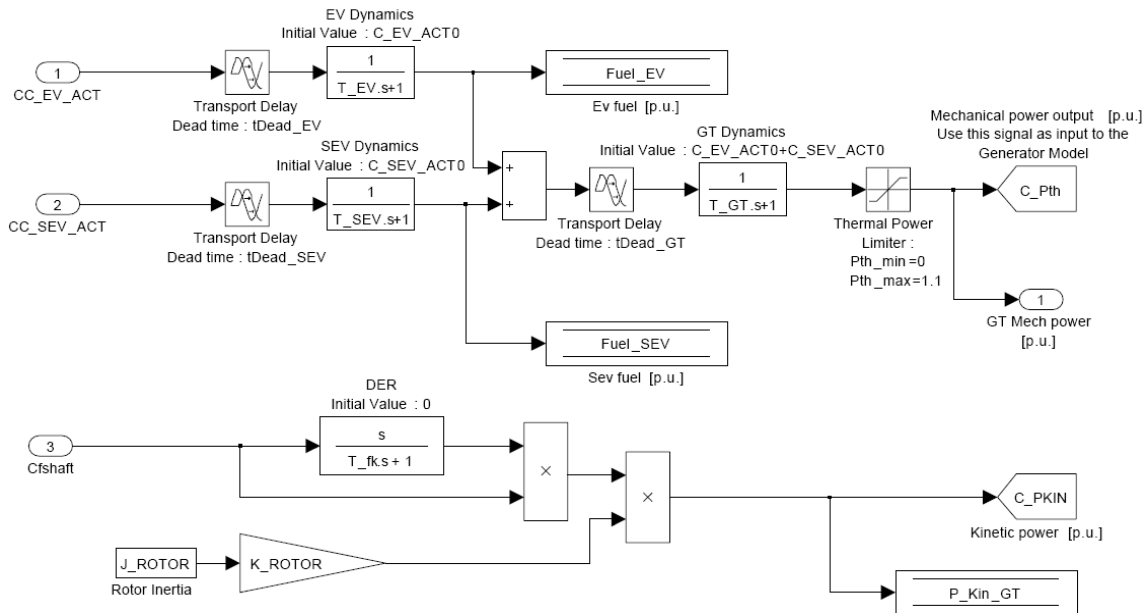 EV Dynamics
Initial Value : C_EV_ACT0
1
CC_EV_ACT
Transport Delay
Dead time : tDead_EV
1
T_EV.s+1
Fuel_EV
Ev fuel [p.u.]
SEV Dynamics
Initial Value : C_SEV_ACT0
2
CC_SEV_ACT
Transport Delay
Dead time : tDead_SEV
1
T_SEV.s+1
+
+
Transport Delay
Dead time : tDead_GT
GT Dynamics
Initial Value : C_EV_ACT0+C_SEV_ACT0
1
T_GT.s+1
Thermal Power
Limiter :
Pth_min=0
Pth_max=1.1
Mechanical power output [p.u.]
Use this signal as input to the
Generator Model
C_Pth
1
GT Mech power
[p.u.]
Fuel_SEV
Sev fuel [p.u.]
DER
Initial Value : 0
3
Cfshaft
s
T_fk.s + 1
×
×
J_ROTOR
Rotor Inertia
K_ROTOR
C_PKIN
Kinetic power [p.u.]
P_Kin_GT